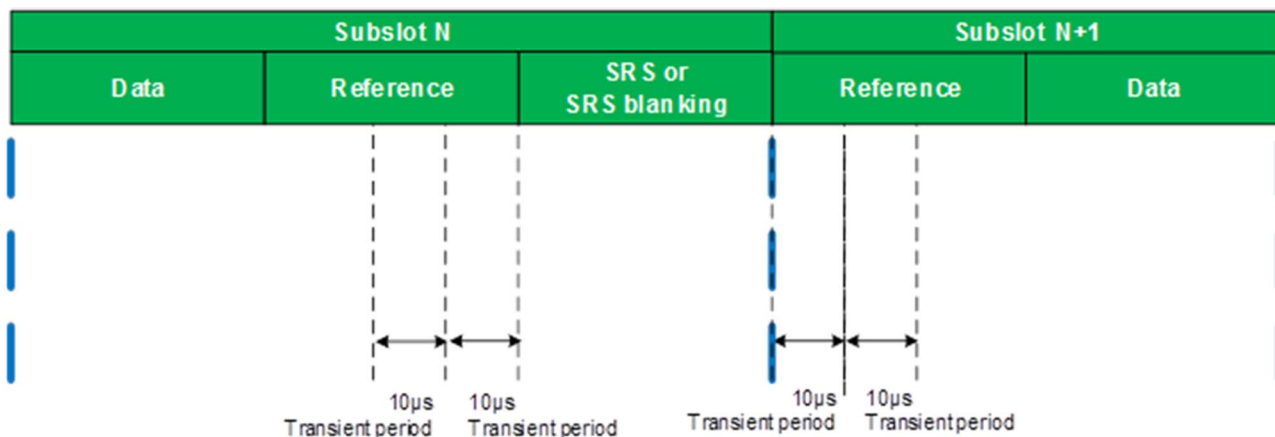 Subslot N
Subslot N+1
Data
Reference
SRS or
SRS blanking
Reference
Data
10µs
Transient period
10µs
Transient period
10µs
Transient period
10µs
Transient period